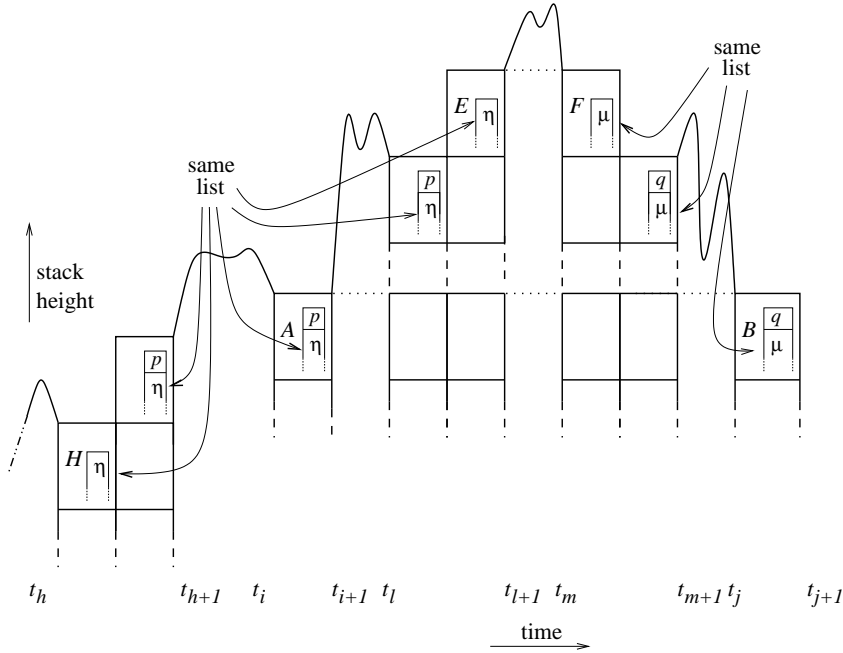 same
list
E
η
F
μ
same
list
p
η
q
μ
stack
height
A
p
η
B
q
μ
p
η
H
η
t_h
t_{h+1}
t_i
t_{i+1}
t_l
t_{l+1}
t_m
t_{m+1}
t_j
t_{j+1}
time